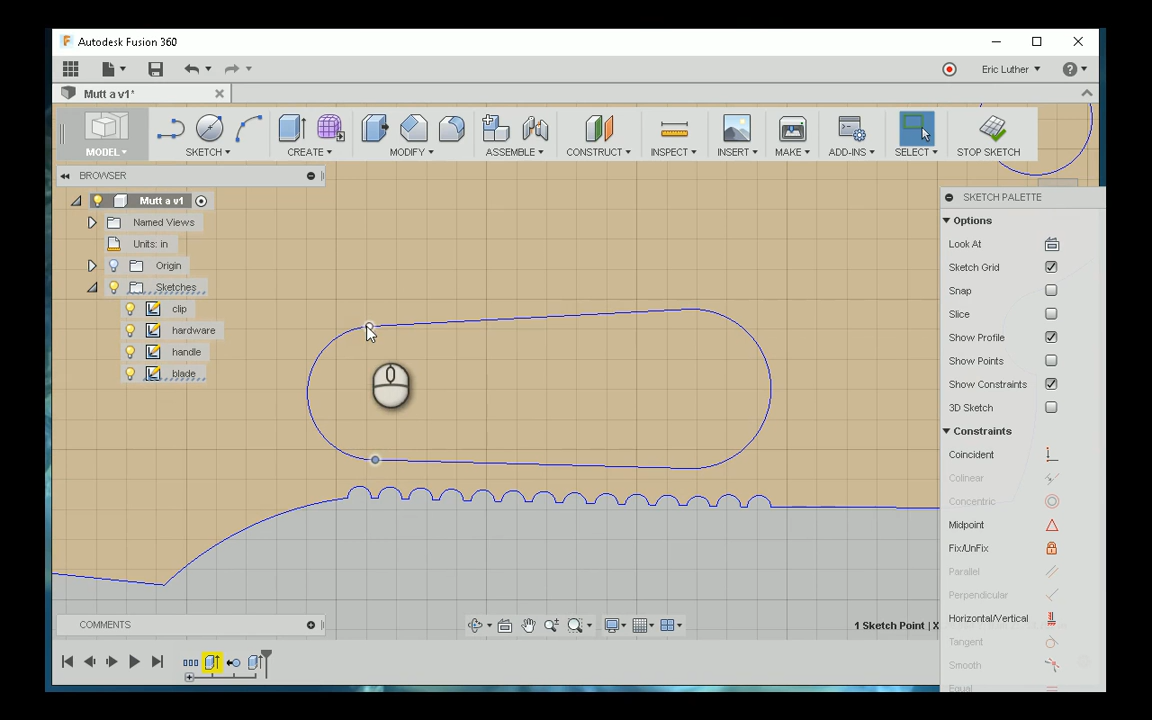 Autodesk Fusion 360
Eric Luther
Mutt a v1*
MODEL
SKETCH
CREATE
MODIFY
ASSEMBLE
CONSTRUCT
INSPECT
INSERT
MAKE
ADD-INS
SELECT
STOP SKETCH
BROWSER
Mutt a v1
Named Views
Units: in
Origin
Sketches
clip
hardware
handle
blade
SKETCH PALETTE
Options
Look At
Sketch Grid
Snap
Slice
Show Profile
Show Points
Show Constraints
3D Sketch
Constraints
Coincident
Colinear
Concentric
Midpoint
Fix/UnFix
Parallel
Perpendicular
Horizontal/Vertical
Tangent
Smooth
Equal
COMMENTS
1 Sketch Point | X